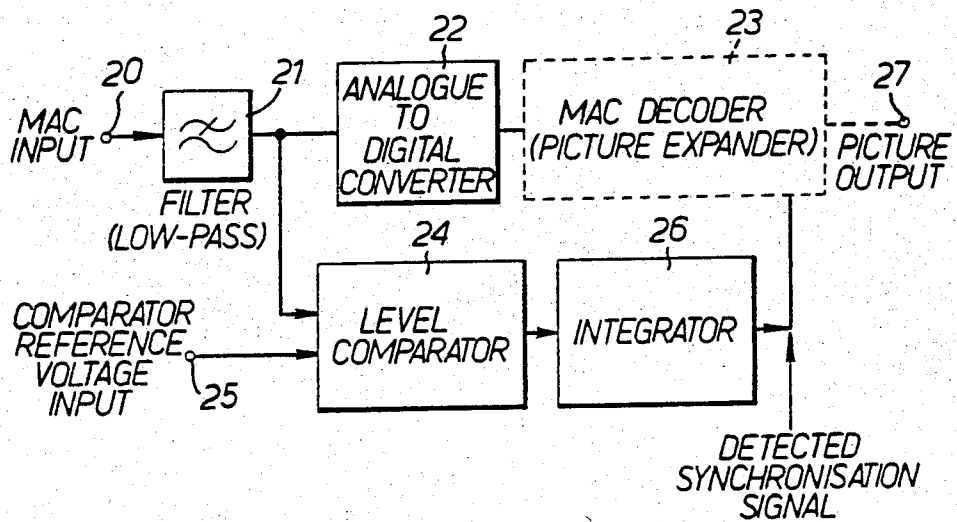 20
MAC
INPUT
21
FILTER
(LOW-PASS)
22
ANALOGUE
TO
DIGITAL
CONVERTER
23
MAC DECODER
(PICTURE EXPANDER)
27
PICTURE
OUTPUT
COMPARATOR
REFERENCE
VOLTAGE
INPUT
25
24
LEVEL
COMPARATOR
26
INTEGRATOR
DETECTED
SYNCHRONISATION
SIGNAL